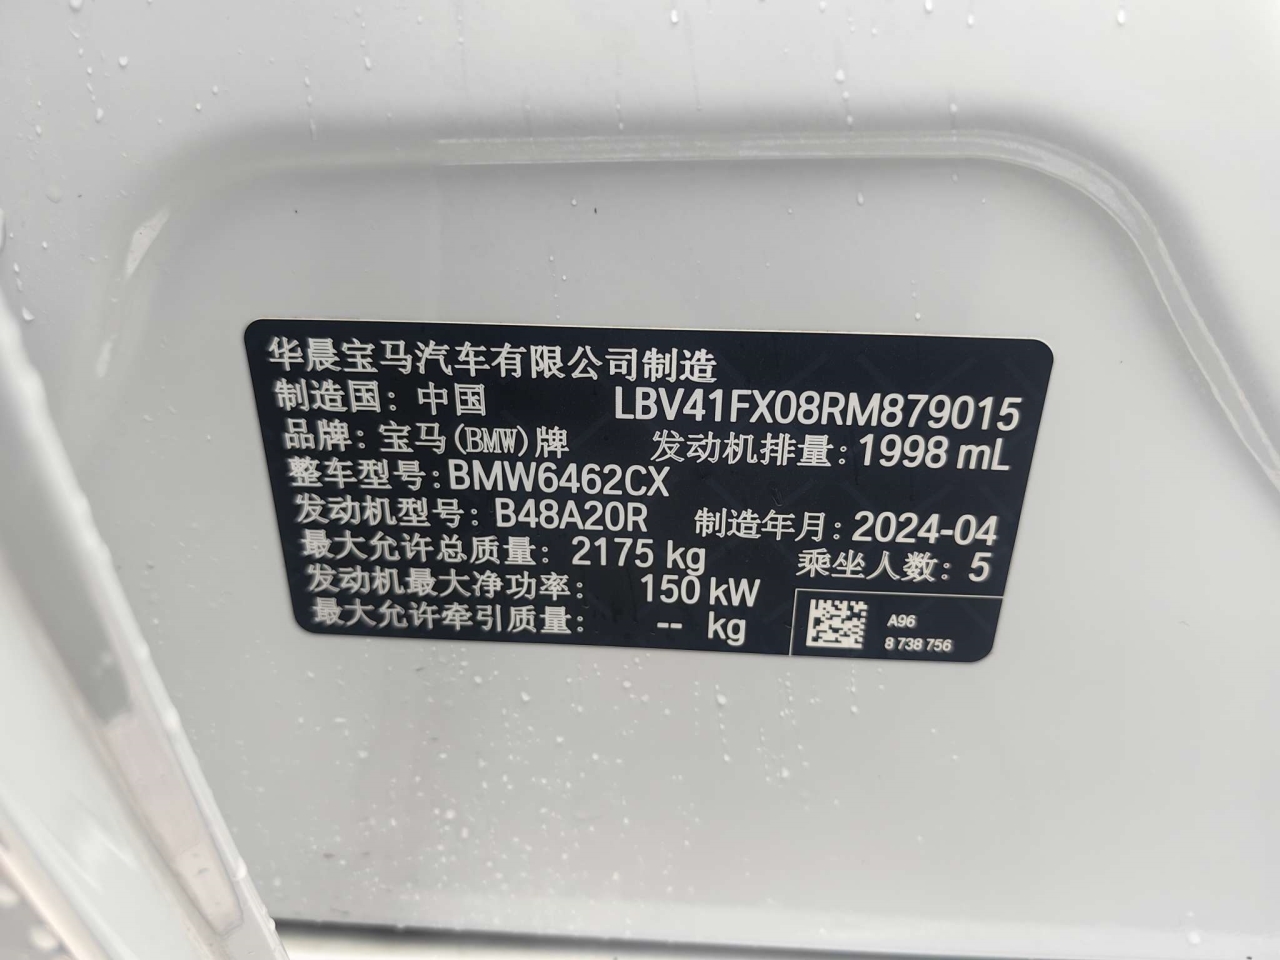 华晨宝马汽车有限公司制造
制造国：中国 LBV41FX08RM879015
品牌：宝马(BMW)牌 发动机排量：1998 mL
整车型号：BMW6462CX
发动机型号：B48A20R 制造年月：2024-04
最大允许总质量：2175 kg 乘坐人数：5
发动机最大净功率：150 kW
最大允许牵引质量：-- kg
A96
8 738 756